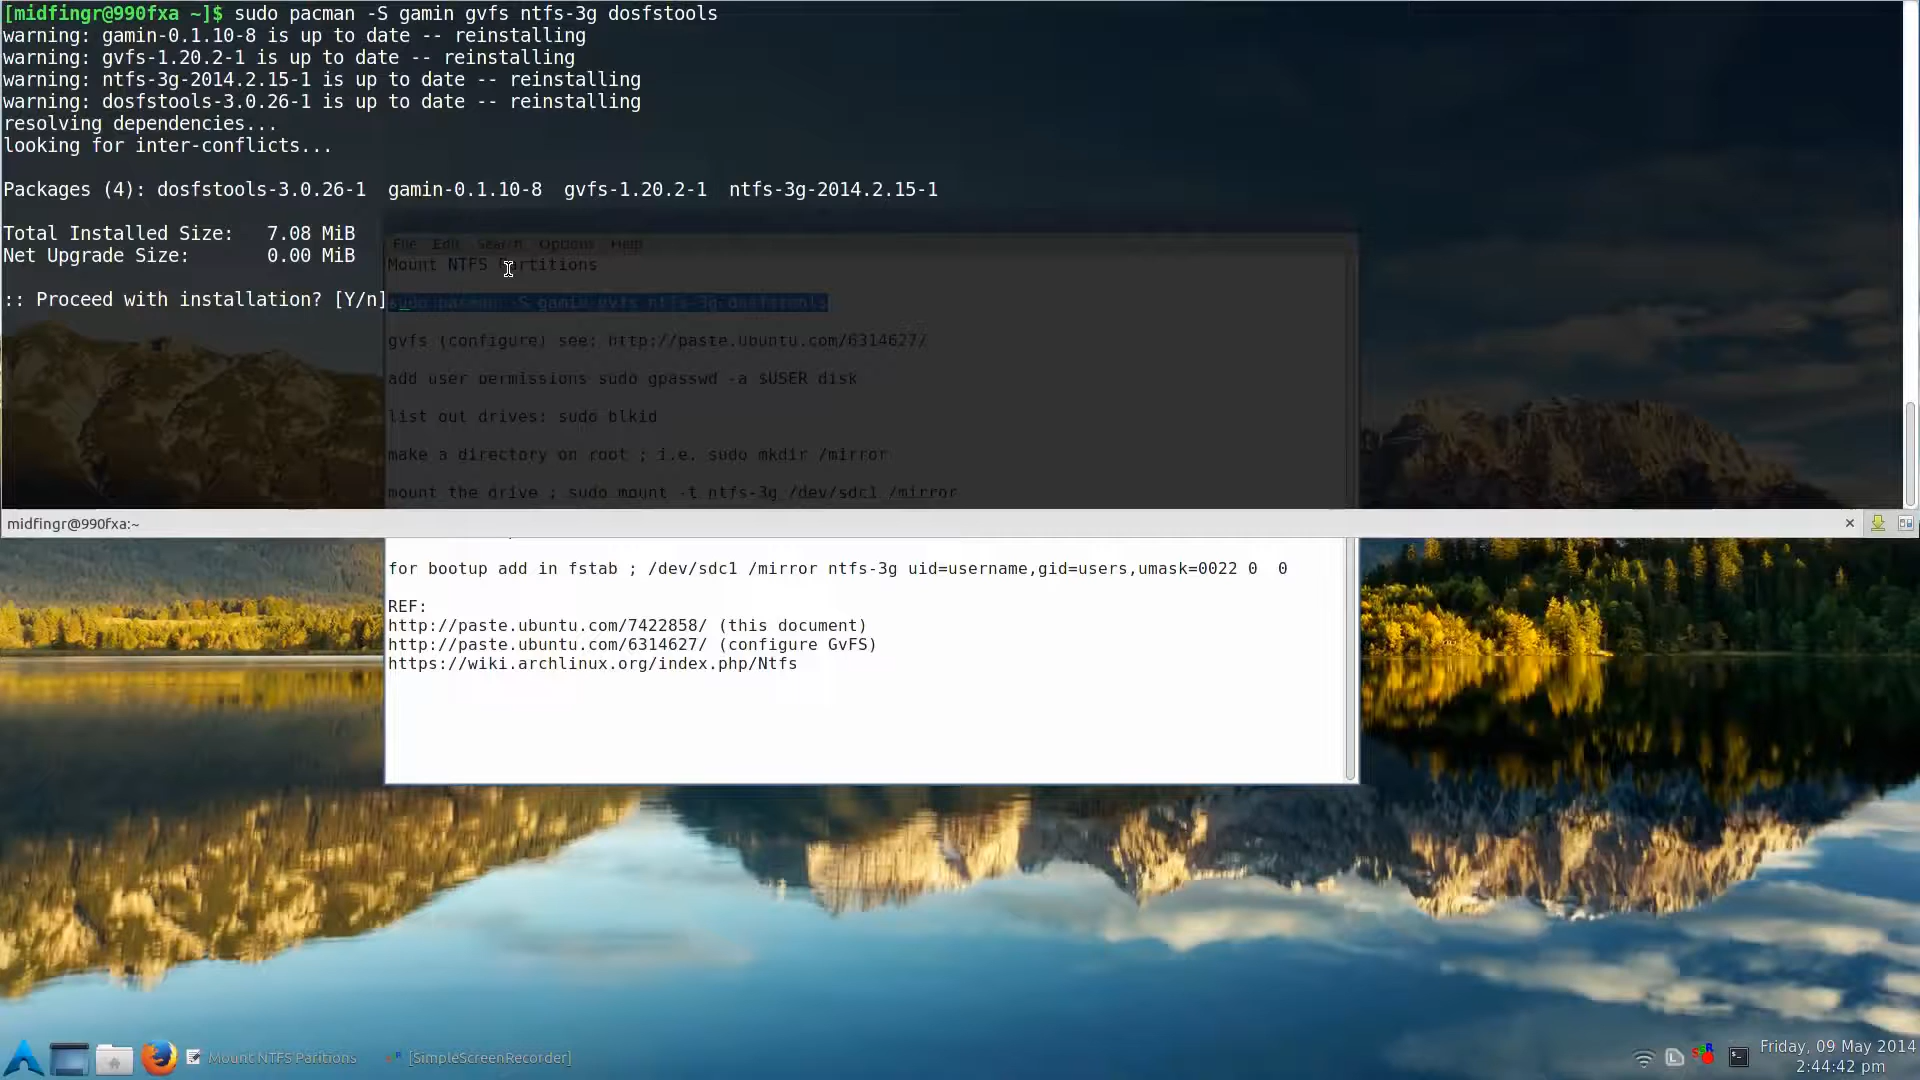 [midfingr@990fxa ~]$ sudo pacman -S gamin gvfs ntfs-3g dosfstools
warning: gamin-0.1.10-8 is up to date -- reinstalling
warning: gvfs-1.20.2-1 is up to date -- reinstalling
warning: ntfs-3g-2014.2.15-1 is up to date -- reinstalling
warning: dosfstools-3.0.26-1 is up to date -- reinstalling
resolving dependencies...
looking for inter-conflicts...
Packages (4): dosfstools-3.0.26-1  gamin-0.1.10-8  gvfs-1.20.2-1  ntfs-3g-2014.2.15-1
Total Installed Size:   7.08 MiB
Net Upgrade Size:       0.00 MiB
:: Proceed with installation? [Y/n]
File Edit Search Options Help
Mount NTFS Partitions
sudo pacman -S gamin gvfs ntfs-3g dosfstools
gvfs (configure) see: http://paste.ubuntu.com/6314627/
add user permissions sudo gpasswd -a $USER disk
list out drives: sudo blkid
make a directory on root ; i.e. sudo mkdir /mirror
mount the drive ; sudo mount -t ntfs-3g /dev/sdc1 /mirror
midfingr@990fxa:~
for bootup add in fstab ; /dev/sdc1 /mirror ntfs-3g uid=username,gid=users,umask=0022 0  0
REF:
http://paste.ubuntu.com/7422858/ (this document)
http://paste.ubuntu.com/6314627/ (configure GvFS)
https://wiki.archlinux.org/index.php/Ntfs
Mount NTFS Paritions
[SimpleScreenRecorder]
Friday, 09 May 2014
2:44:42 pm